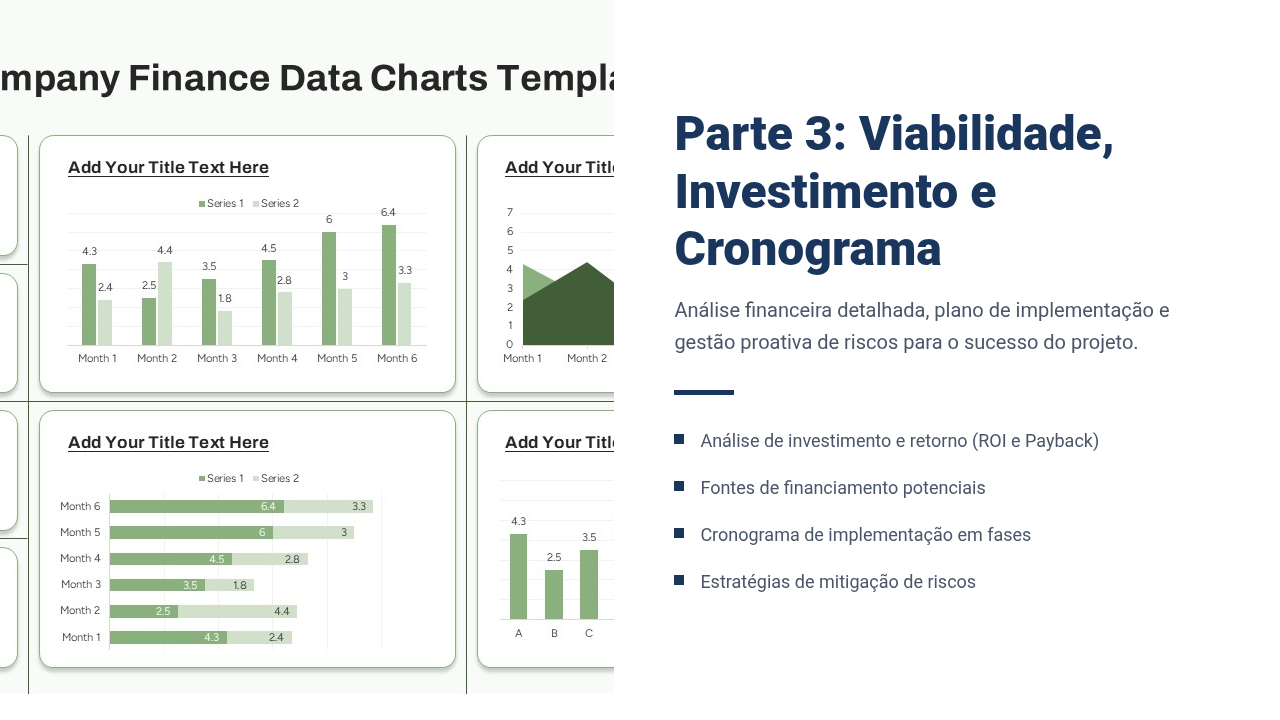 mpany Finance Data Charts Templa
Add Your Title Text Here
Series 1 Series 2
4.3 2.4 2.5 4.4 3.5 1.8 4.5 2.8 6 3 6.4 3.3
Month 1 Month 2 Month 3 Month 4 Month 5 Month 6
Add Your Title
7
6
5
4
3
2
1
0
Month 1 Month 2
Add Your Title Text Here
Series 1 Series 2
Month 6 6.4 3.3
Month 5 6 3
Month 4 4.5 2.8
Month 3 3.5 1.8
Month 2 2.5 4.4
Month 1 4.3 2.4
Add Your Title
4.3 2.5 3.5
A B C
Parte 3: Viabilidade,
Investimento e
Cronograma
Análise financeira detalhada, plano de implementação e
gestão proativa de riscos para o sucesso do projeto.
Análise de investimento e retorno (ROI e Payback)
Fontes de financiamento potenciais
Cronograma de implementação em fases
Estratégias de mitigação de riscos